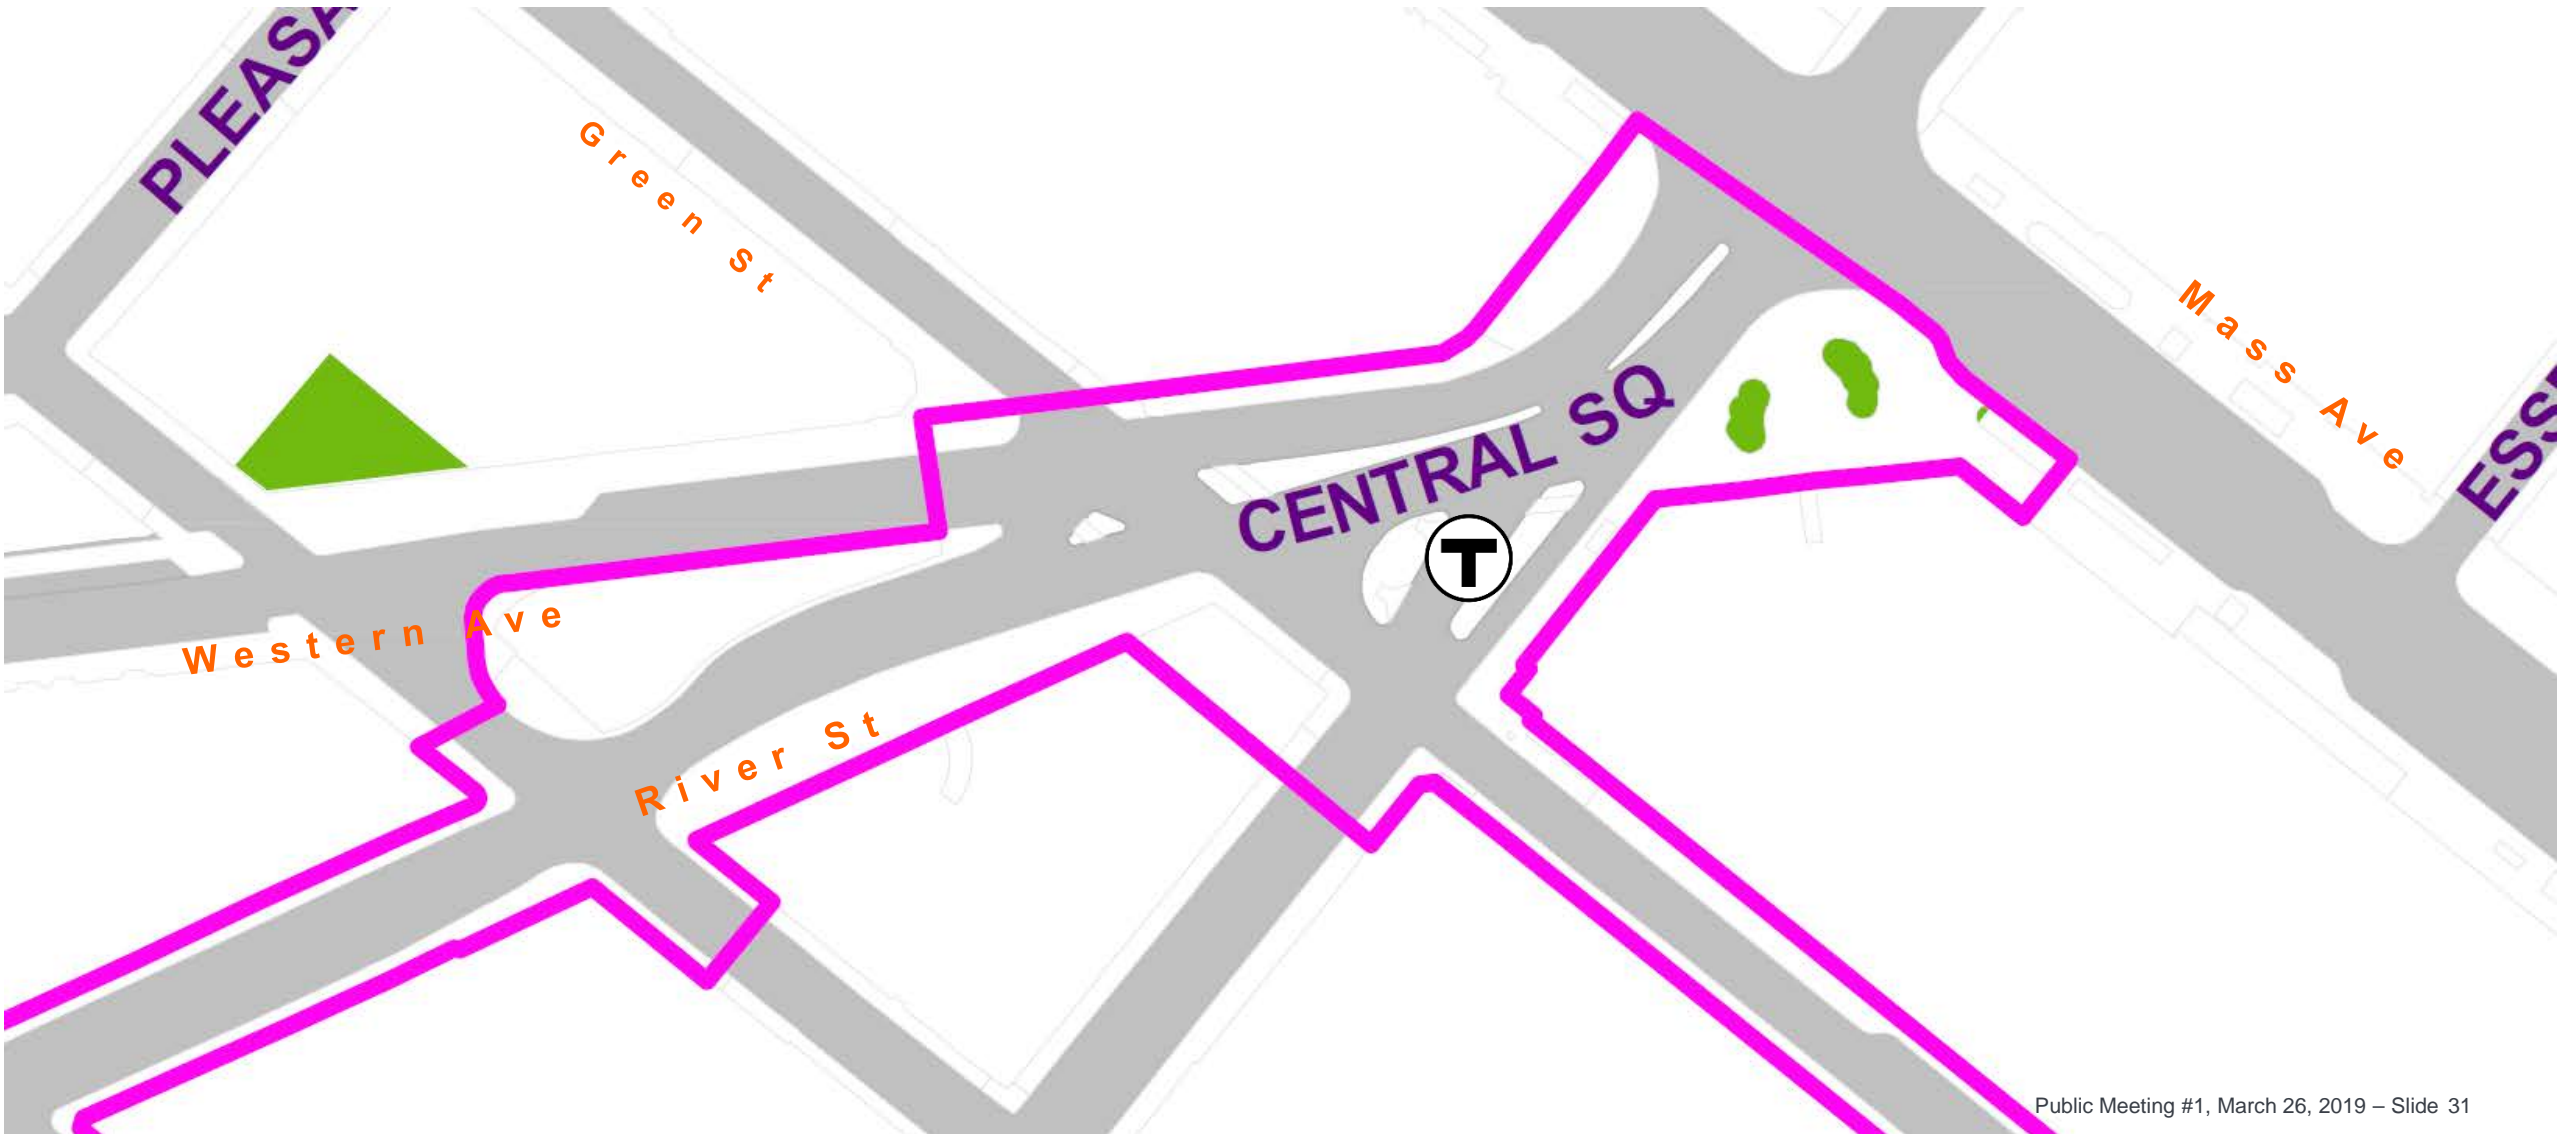 PLEASA
Green St
Mass Ave
CENTRAL SQ
T
ESS
Western Ave
River St
Public Meeting #1, March 26, 2019 – Slide 31